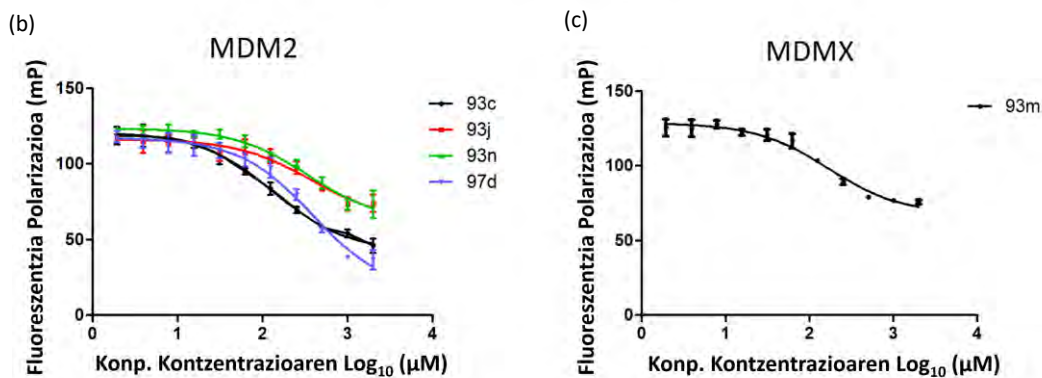 (b)
MDM2
Fluoreszentzia Polarizazioa (mP)
150
100
50
0
0 1 2 3 4
Konp. Kontzentrazioaren Log10 (µM)
93c
93j
93n
97d
(c)
MDMX
Fluoreszentzia Polarizazioa (mP)
150
100
50
0
0 1 2 3 4
Konp. Kontzentrazioaren Log10 (µM)
93m